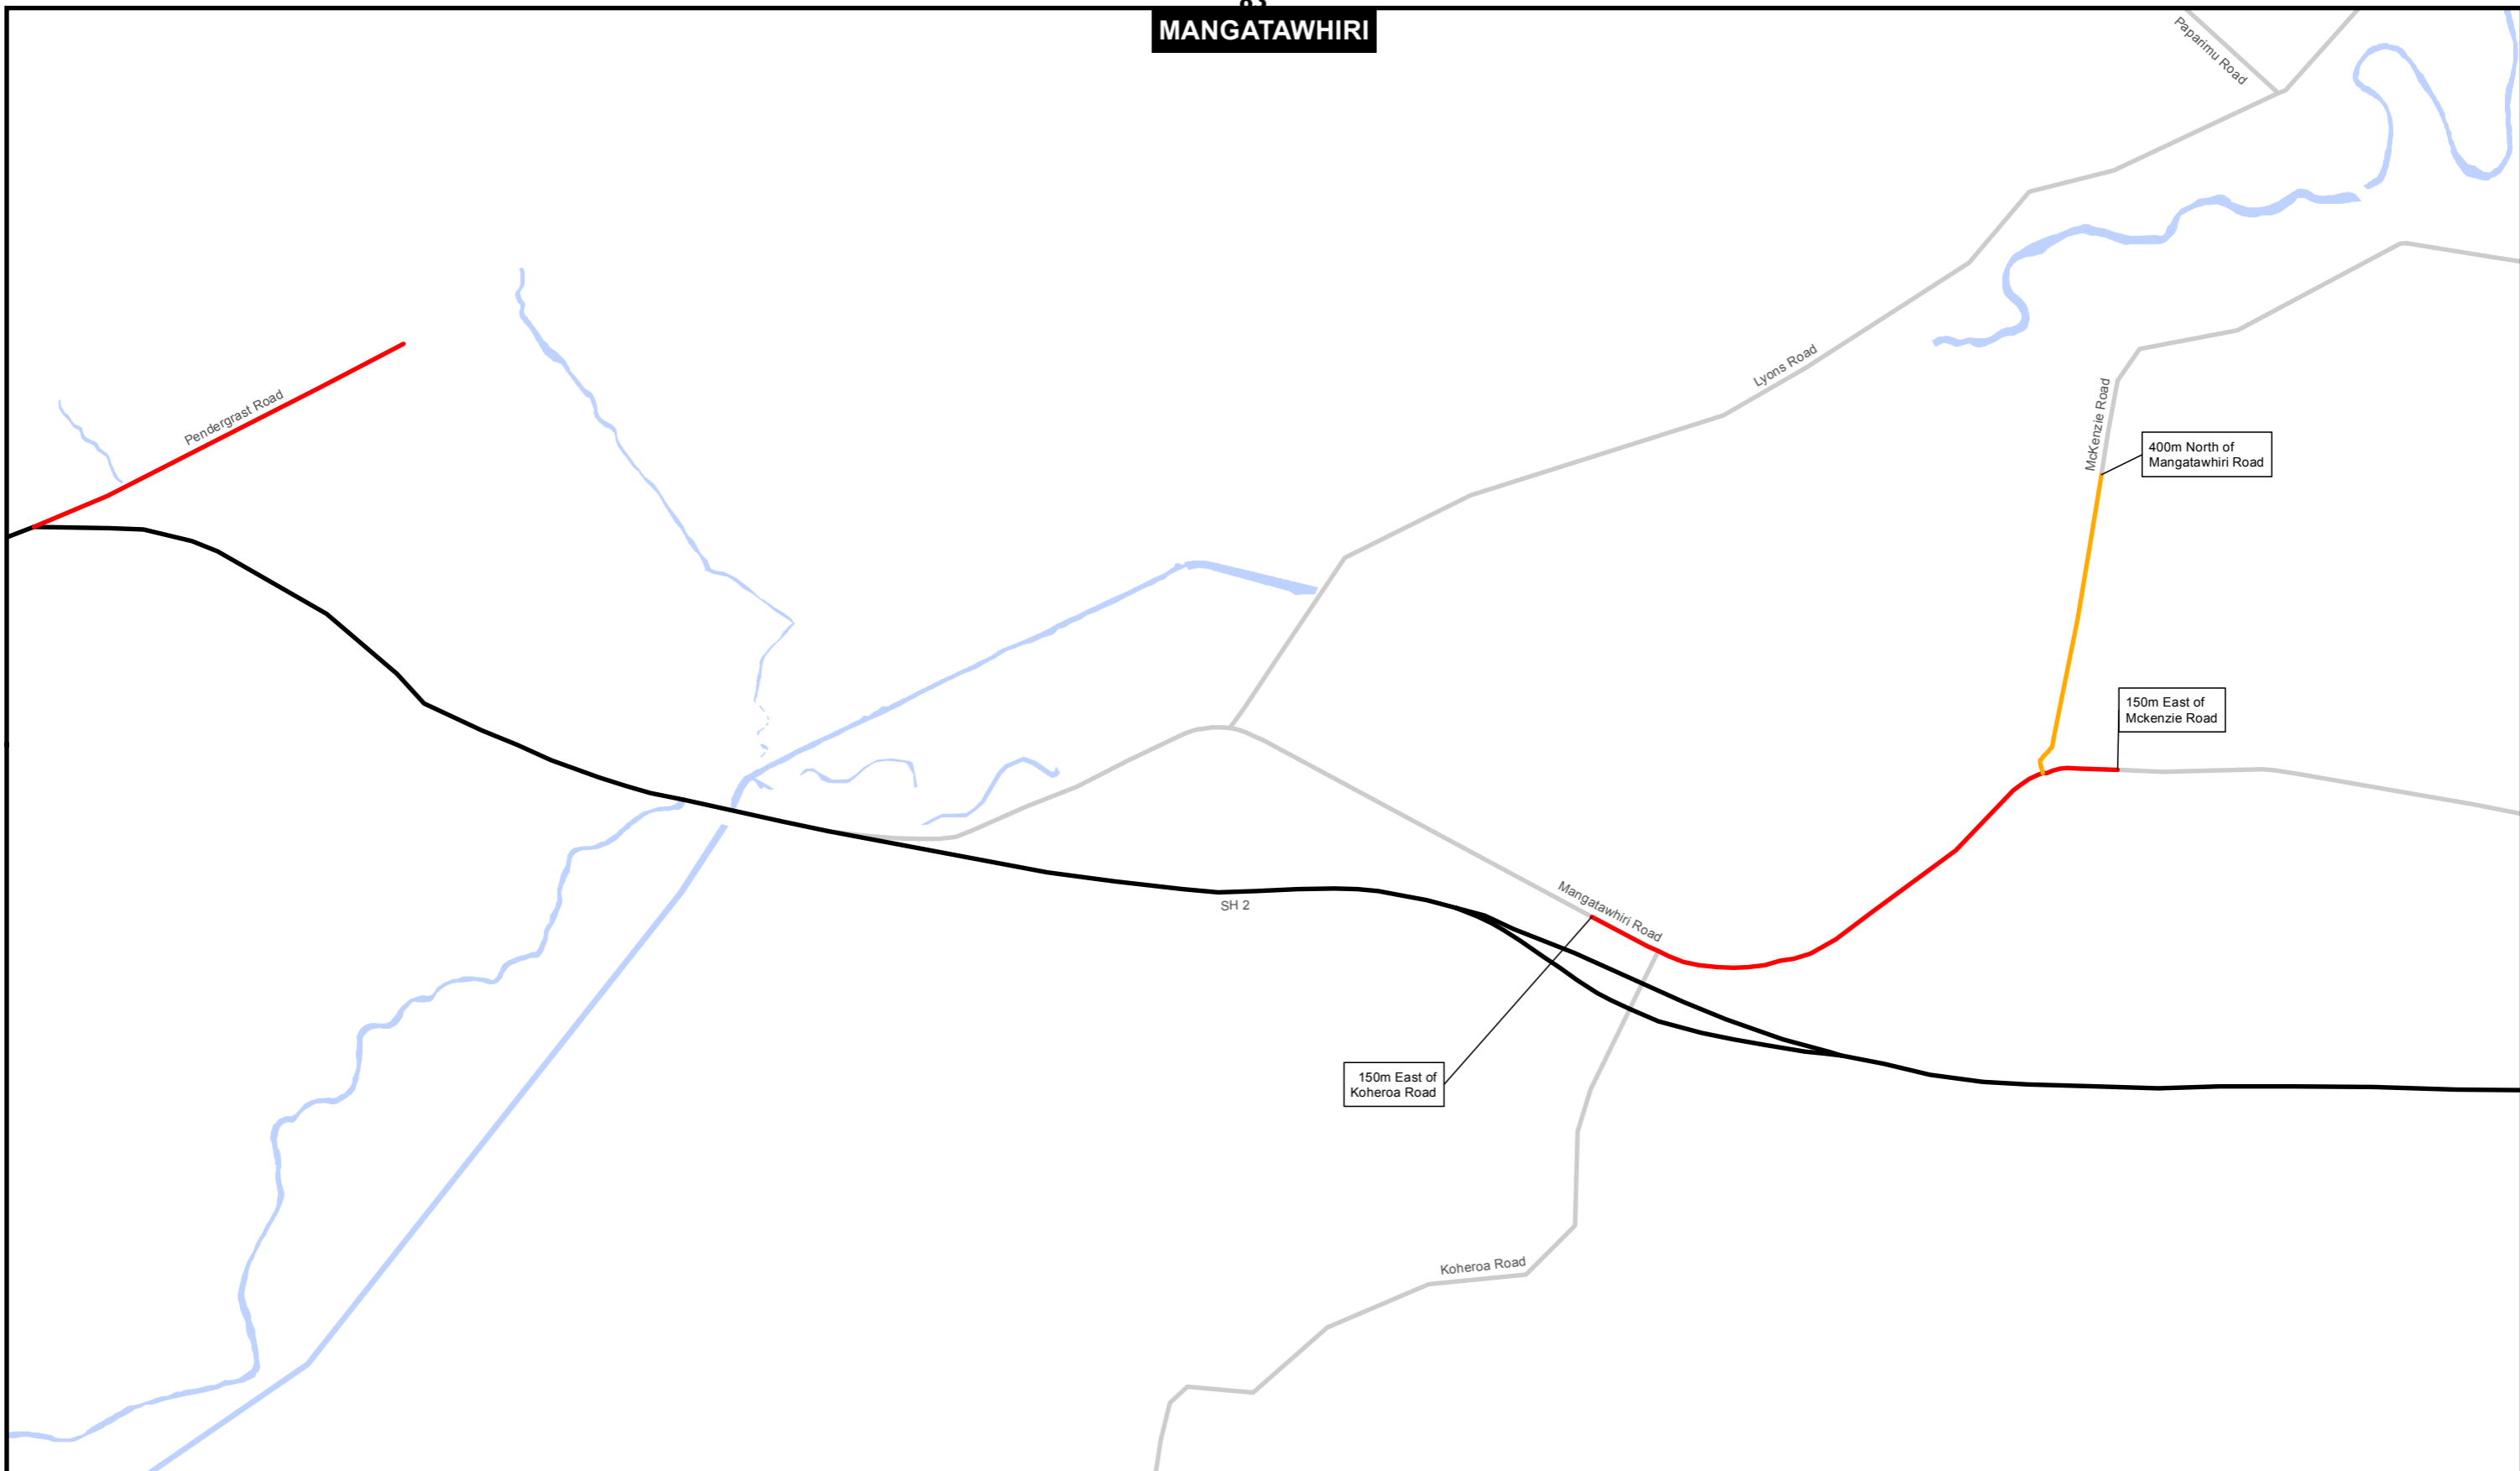 MANGATAWHIRI
Paparimu Road
Lyons Road
Pendergrast Road
McKenzie Road
400m North of
Mangatawhiri Road
150m East of
Mckenzie Road
Mangatawhiri Road
SH 2
150m East of
Koheroa Road
Koheroa Road